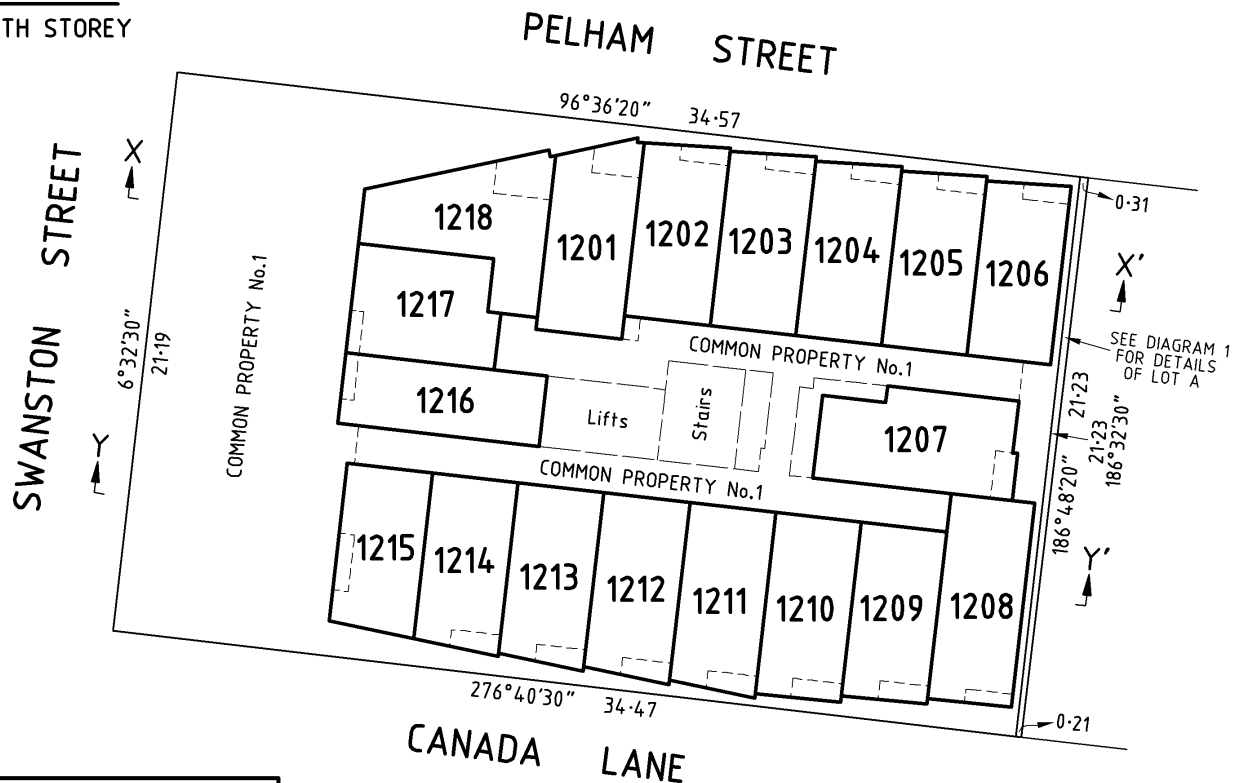 TH STOREY
PELHAM STREET
96°36'20" 34·57
SWANSTON STREET
X
0·31
1218
1201
1202
1203
1204
1205
1206
X'
6°32'30"
21·19
COMMON PROPERTY No.1
1217
COMMON PROPERTY No.1
SEE DIAGRAM 1
FOR DETAILS
OF LOT A
1216
Lifts
Stairs
1207
21·23
21·23
186°32'30"
186°48'20"
Y
COMMON PROPERTY No.1
1215
1214
1213
1212
1211
1210
1209
1208
Y'
276°40'30" 34·47
0·21
CANADA LANE